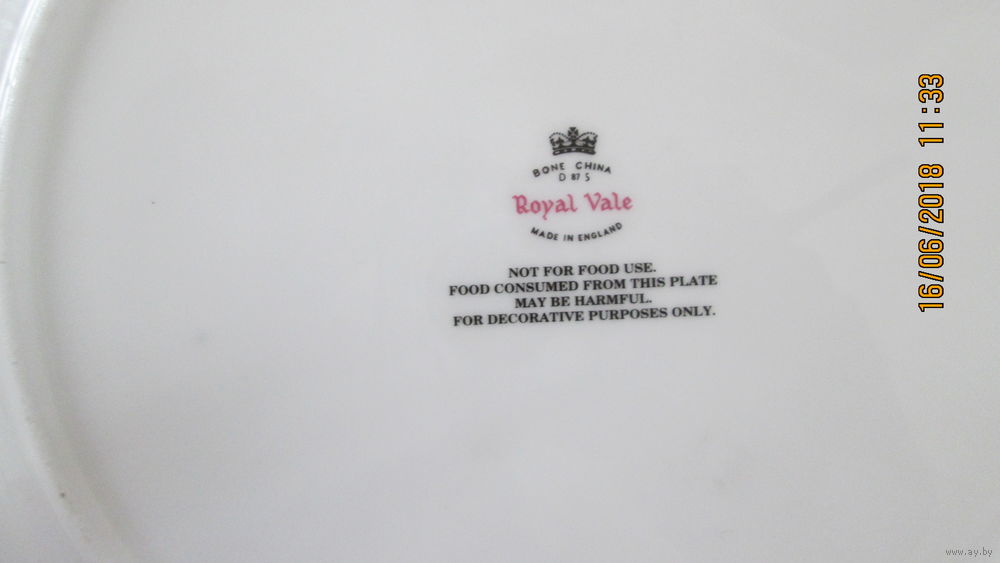 BONE CHINA
D 87 S
Royal Vale
MADE IN ENGLAND
NOT FOR FOOD USE.
FOOD CONSUMED FROM THIS PLATE
MAY BE HARMFUL.
FOR DECORATIVE PURPOSES ONLY.
16/06/2018 11:33
www.ay.by